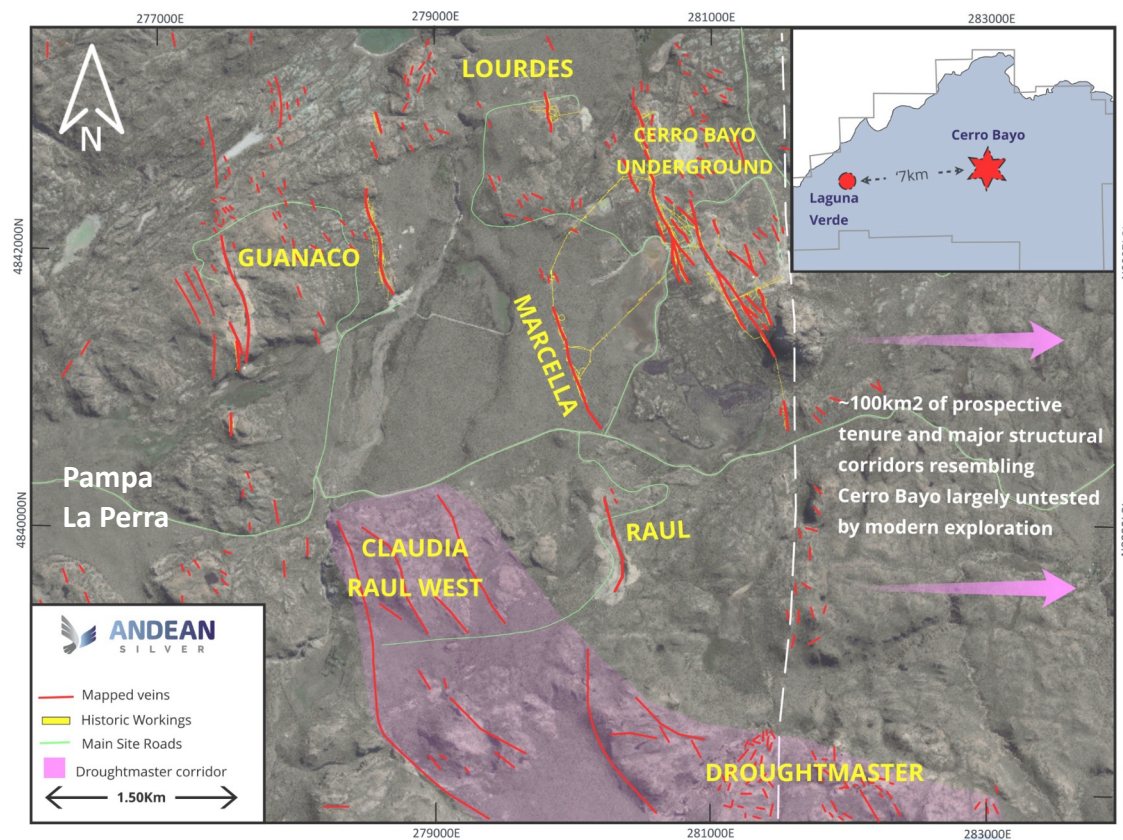 277000E
279000E
281000E
283000E
N
LOURDES
CERRO BAYO
UNDERGROUND
Cerro Bayo
~7km
Laguna
Verde
4842000N
GUANACO
MARCELLA
~100km2 of prospective
tenure and major structural
corridors resembling
Cerro Bayo largely untested
by modern exploration
Pampa
La Perra
4840000N
RAUL
CLAUDIA
RAUL WEST
ANDEAN
SILVER
Mapped veins
Historic Workings
Main Site Roads
Droughtmaster corridor
1.50Km
DROUGHTMASTER
279000E
281000E
283000E